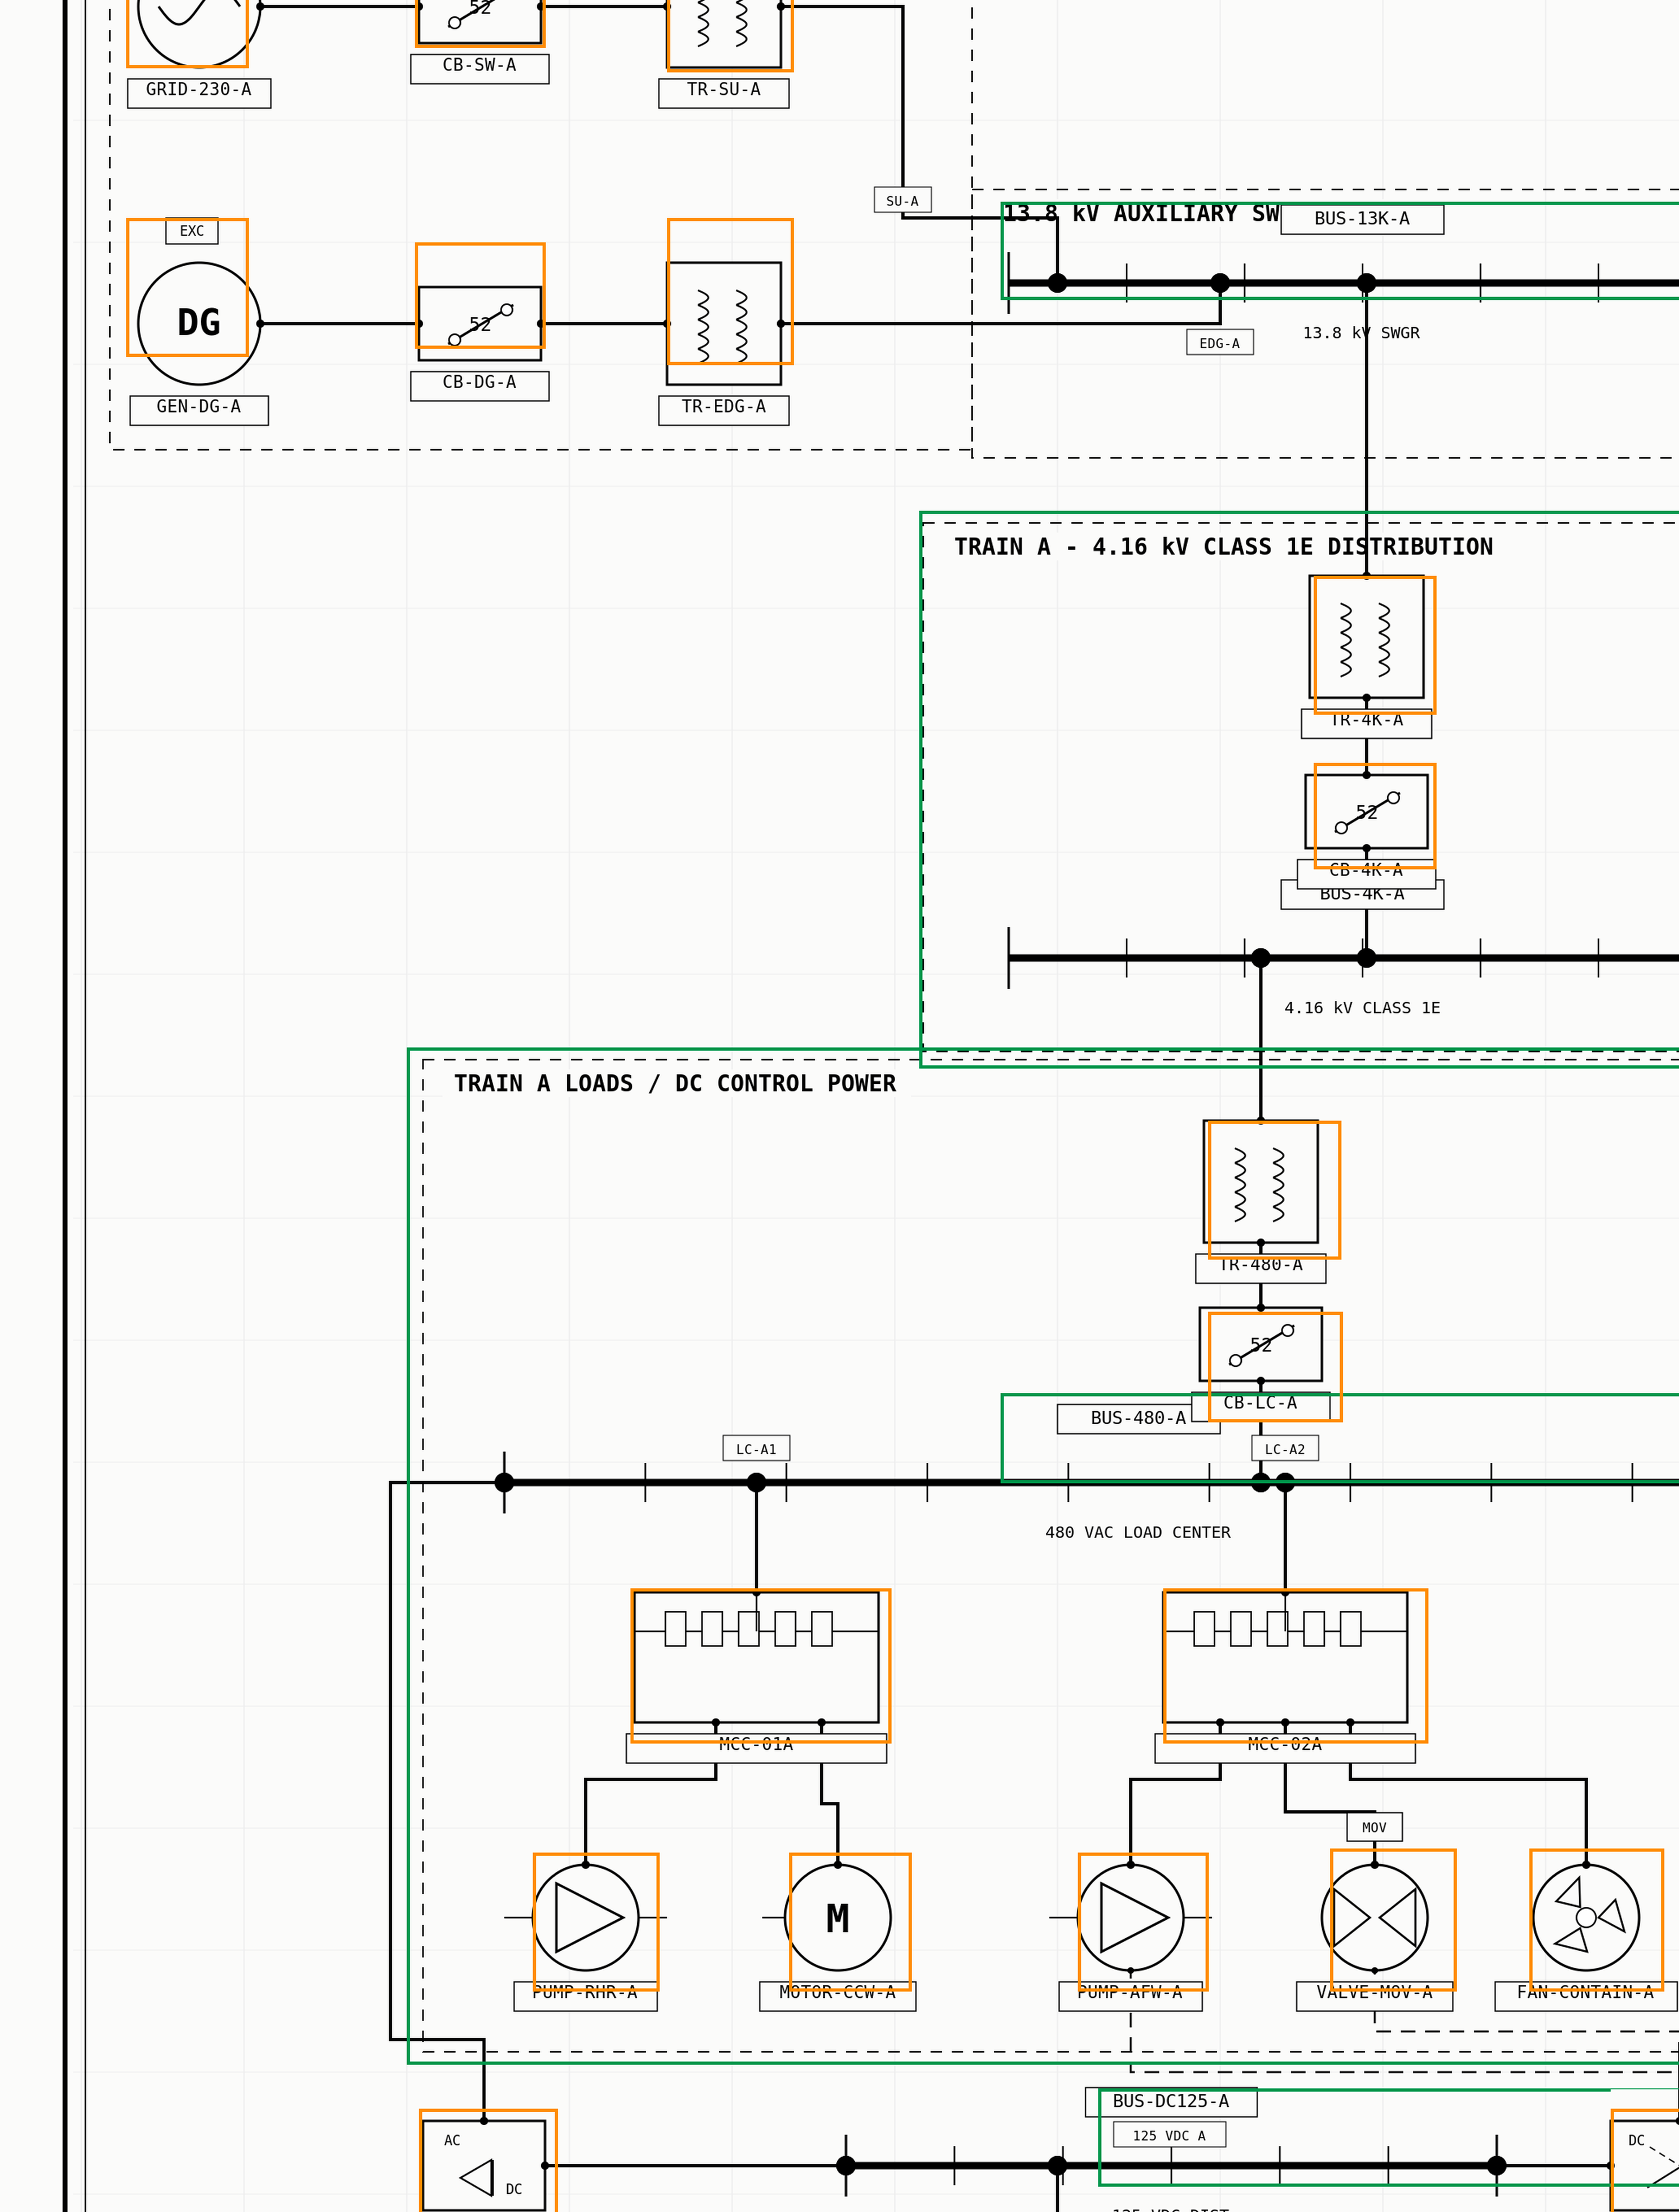 52
CB-SW-A
GRID-230-A
TR-SU-A
SU-A
13.8 kV AUXILIARY SW
BUS-13K-A
EXC
DG
52
EDG-A
13.8 kV SWGR
CB-DG-A
GEN-DG-A
TR-EDG-A
TRAIN A - 4.16 kV CLASS 1E DISTRIBUTION
TR-4K-A
52
CB-4K-A
BUS-4K-A
4.16 kV CLASS 1E
TRAIN A LOADS / DC CONTROL POWER
TR-480-A
52
CB-LC-A
BUS-480-A
LC-A1
LC-A2
480 VAC LOAD CENTER
MCC-01A
MCC-02A
MOV
M
PUMP-RHR-A
MOTOR-CCW-A
PUMP-AFW-A
VALVE-MOV-A
FAN-CONTAIN-A
BUS-DC125-A
125 VDC A
AC
DC
DC
125 VDC DIST